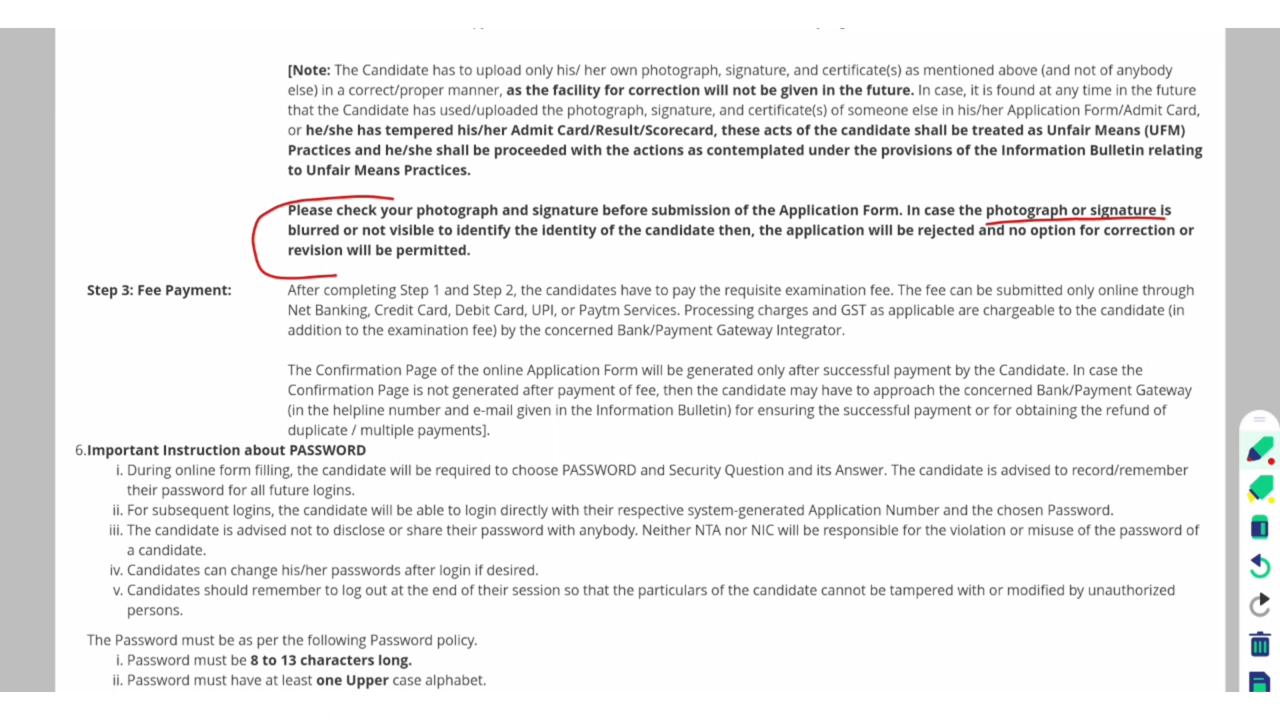 [Note: The Candidate has to upload only his/ her own photograph, signature, and certificate(s) as mentioned above (and not of anybody
else) in a correct/proper manner, as the facility for correction will not be given in the future. In case, it is found at any time in the future
that the Candidate has used/uploaded the photograph, signature, and certificate(s) of someone else in his/her Application Form/Admit Card,
or he/she has tempered his/her Admit Card/Result/Scorecard, these acts of the candidate shall be treated as Unfair Means (UFM)
Practices and he/she shall be proceeded with the actions as contemplated under the provisions of the Information Bulletin relating
to Unfair Means Practices.
Please check your photograph and signature before submission of the Application Form. In case the photograph or signature is
blurred or not visible to identify the identity of the candidate then, the application will be rejected and no option for correction or
revision will be permitted.
Step 3: Fee Payment: After completing Step 1 and Step 2, the candidates have to pay the requisite examination fee. The fee can be submitted only online through
Net Banking, Credit Card, Debit Card, UPI, or Paytm Services. Processing charges and GST as applicable are chargeable to the candidate (in
addition to the examination fee) by the concerned Bank/Payment Gateway Integrator.
The Confirmation Page of the online Application Form will be generated only after successful payment by the Candidate. In case the
Confirmation Page is not generated after payment of fee, then the candidate may have to approach the concerned Bank/Payment Gateway
(in the helpline number and e-mail given in the Information Bulletin) for ensuring the successful payment or for obtaining the refund of
duplicate / multiple payments].
6.Important Instruction about PASSWORD
i. During online form filling, the candidate will be required to choose PASSWORD and Security Question and its Answer. The candidate is advised to record/remember
their password for all future logins.
ii. For subsequent logins, the candidate will be able to login directly with their respective system-generated Application Number and the chosen Password.
iii. The candidate is advised not to disclose or share their password with anybody. Neither NTA nor NIC will be responsible for the violation or misuse of the password of
a candidate.
iv. Candidates can change his/her passwords after login if desired.
v. Candidates should remember to log out at the end of their session so that the particulars of the candidate cannot be tampered with or modified by unauthorized
persons.
The Password must be as per the following Password policy.
i. Password must be 8 to 13 characters long.
ii. Password must have at least one Upper case alphabet.